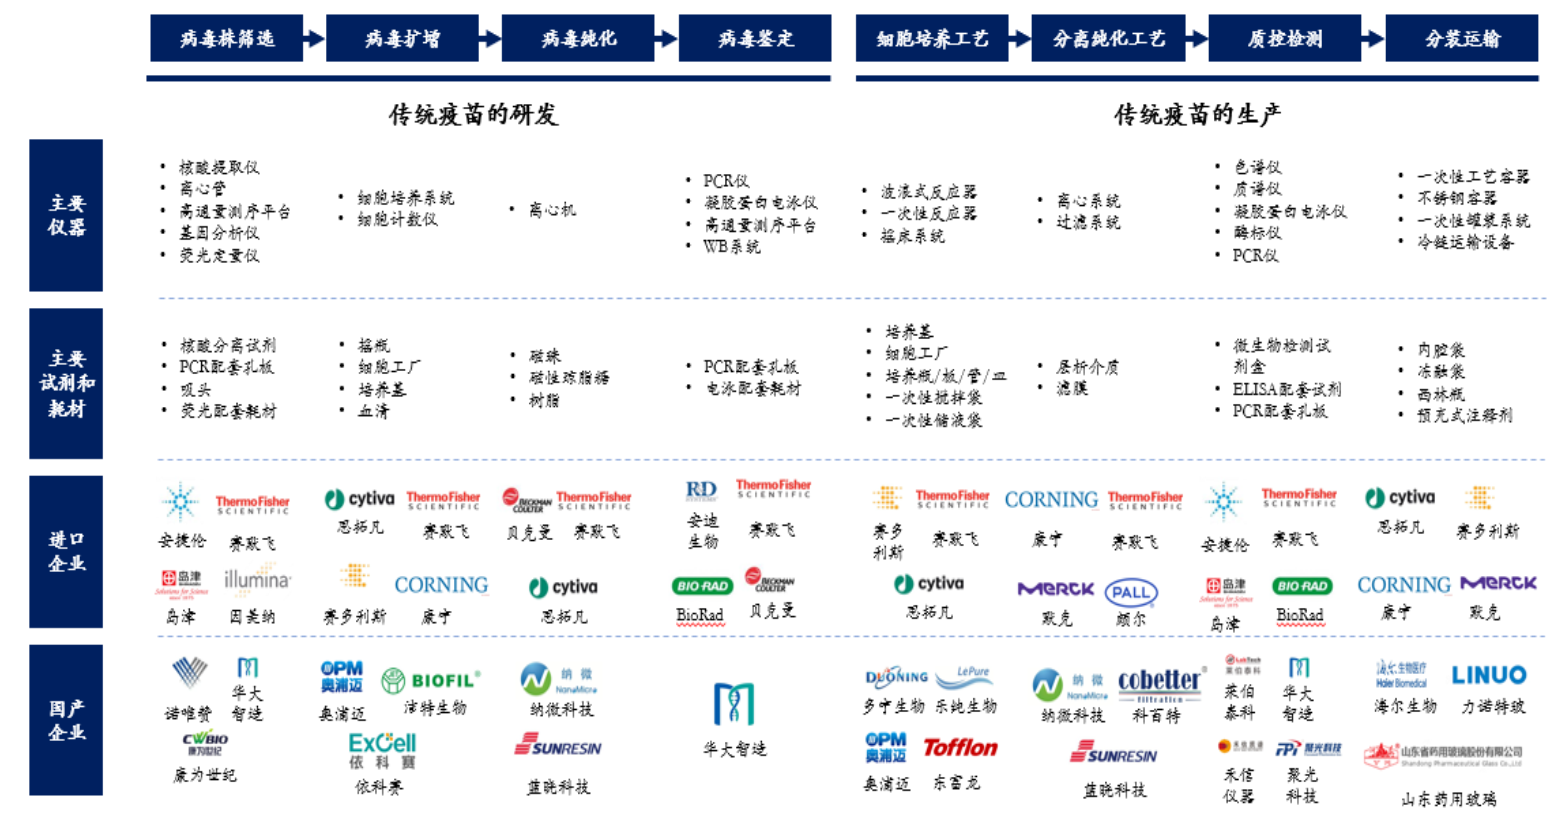 病毒株筛选
病毒扩增
病毒纯化
病毒鉴定
细胞培养工艺
分离纯化工艺
质控检测
分装运输
传统疫苗的研发
传统疫苗的生产
主要
仪器
• 核酸提取仪
• 离心管
• 高通量测序平台
• 基因分析仪
• 荧光定量仪
• 细胞培养系统
• 细胞计数仪
• 离心机
• PCR仪
• 凝胶蛋白电泳仪
• 高通量测序平台
• WB系统
• 波浪式反应器
• 一次性反应器
• 摇床系统
• 离心系统
• 过滤系统
• 色谱仪
• 质谱仪
• 凝胶蛋白电泳仪
• 酶标仪
• PCR仪
• 一次性工艺容器
• 不锈钢容器
• 一次性罐装系统
• 冷链运输设备
主要
试剂和
耗材
• 核酸分离试剂
• PCR配套孔板
• 吸头
• 荧光配套耗材
• 摇瓶
• 细胞工厂
• 培养基
• 血清
• 磁珠
• 磁性琼脂糖
• 树脂
• PCR配套孔板
• 电泳配套耗材
• 培养基
• 细胞工厂
• 培养瓶/板/管/皿
• 一次性搅拌袋
• 一次性储液袋
• 层析介质
• 滤膜
• 微生物检测试
剂盒
• ELISA配套试剂
• PCR配套孔板
• 内腔袋
• 冻融袋
• 西林瓶
• 预充式注释剂
进口
企业
安捷伦
ThermoFisher
SCIENTIFIC
赛默飞
岛津
Solutions for Science
岛津
illumina
因美纳
cytiva
思拓凡
ThermoFisher
SCIENTIFIC
赛默飞
赛多利斯
CORNING
康宁
BECKMAN
COULTER
贝克曼
ThermoFisher
SCIENTIFIC
赛默飞
cytiva
思拓凡
R&D
SYSTEMS
安迪
生物
ThermoFisher
SCIENTIFIC
赛默飞
BIO-RAD
BioRad
BECKMAN
COULTER
贝克曼
赛多
利斯
ThermoFisher
SCIENTIFIC
赛默飞
cytiva
思拓凡
CORNING
康宁
ThermoFisher
SCIENTIFIC
赛默飞
MERCK
默克
PALL
颇尔
安捷伦
ThermoFisher
SCIENTIFIC
赛默飞
岛津
Solutions for Science
岛津
BIO-RAD
BioRad
cytiva
思拓凡
赛多利斯
CORNING
康宁
MERCK
默克
国产
企业
诺唯赞
华大
智造
CWBIO
康为世纪
康为世纪
OPM
奥浦迈
奥浦迈
BIOFIL®
洁特生物
ExCell
依科赛
依科赛
纳微
NanoMicro
纳微科技
SUNRESIN
蓝晓科技
华大智造
DUONING
多宁生物
LePure
乐纯生物
OPM
奥浦迈
奥浦迈
Tofflon
东富龙
纳微
NanoMicro
纳微科技
cobetter®
filtration
科百特
SUNRESIN
蓝晓科技
LabTech
莱伯泰科
莱伯
泰科
华大
智造
禾信
仪器
FPI 聚光科技
聚光
科技
海尔生物医疗
Haier Biomedical
海尔生物
LINUO
力诺特玻
山东省药用玻璃股份有限公司
Shandong Pharmaceutical Glass Co.,Ltd
山东药用玻璃